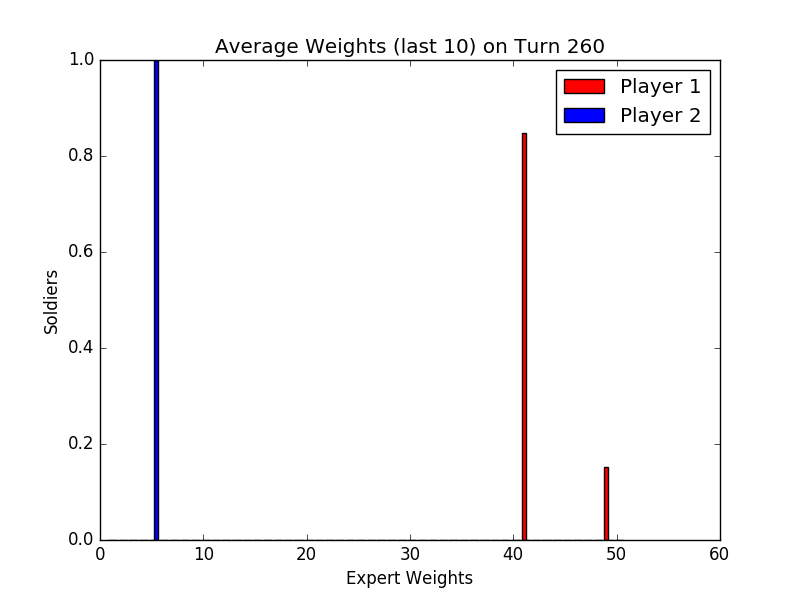 Average Weights (last 10) on Turn 260
1.0
0.8
0.6
0.4
0.2
0.0
Soldiers
Player 1
Player 2
0 10 20 30 40 50 60
Expert Weights